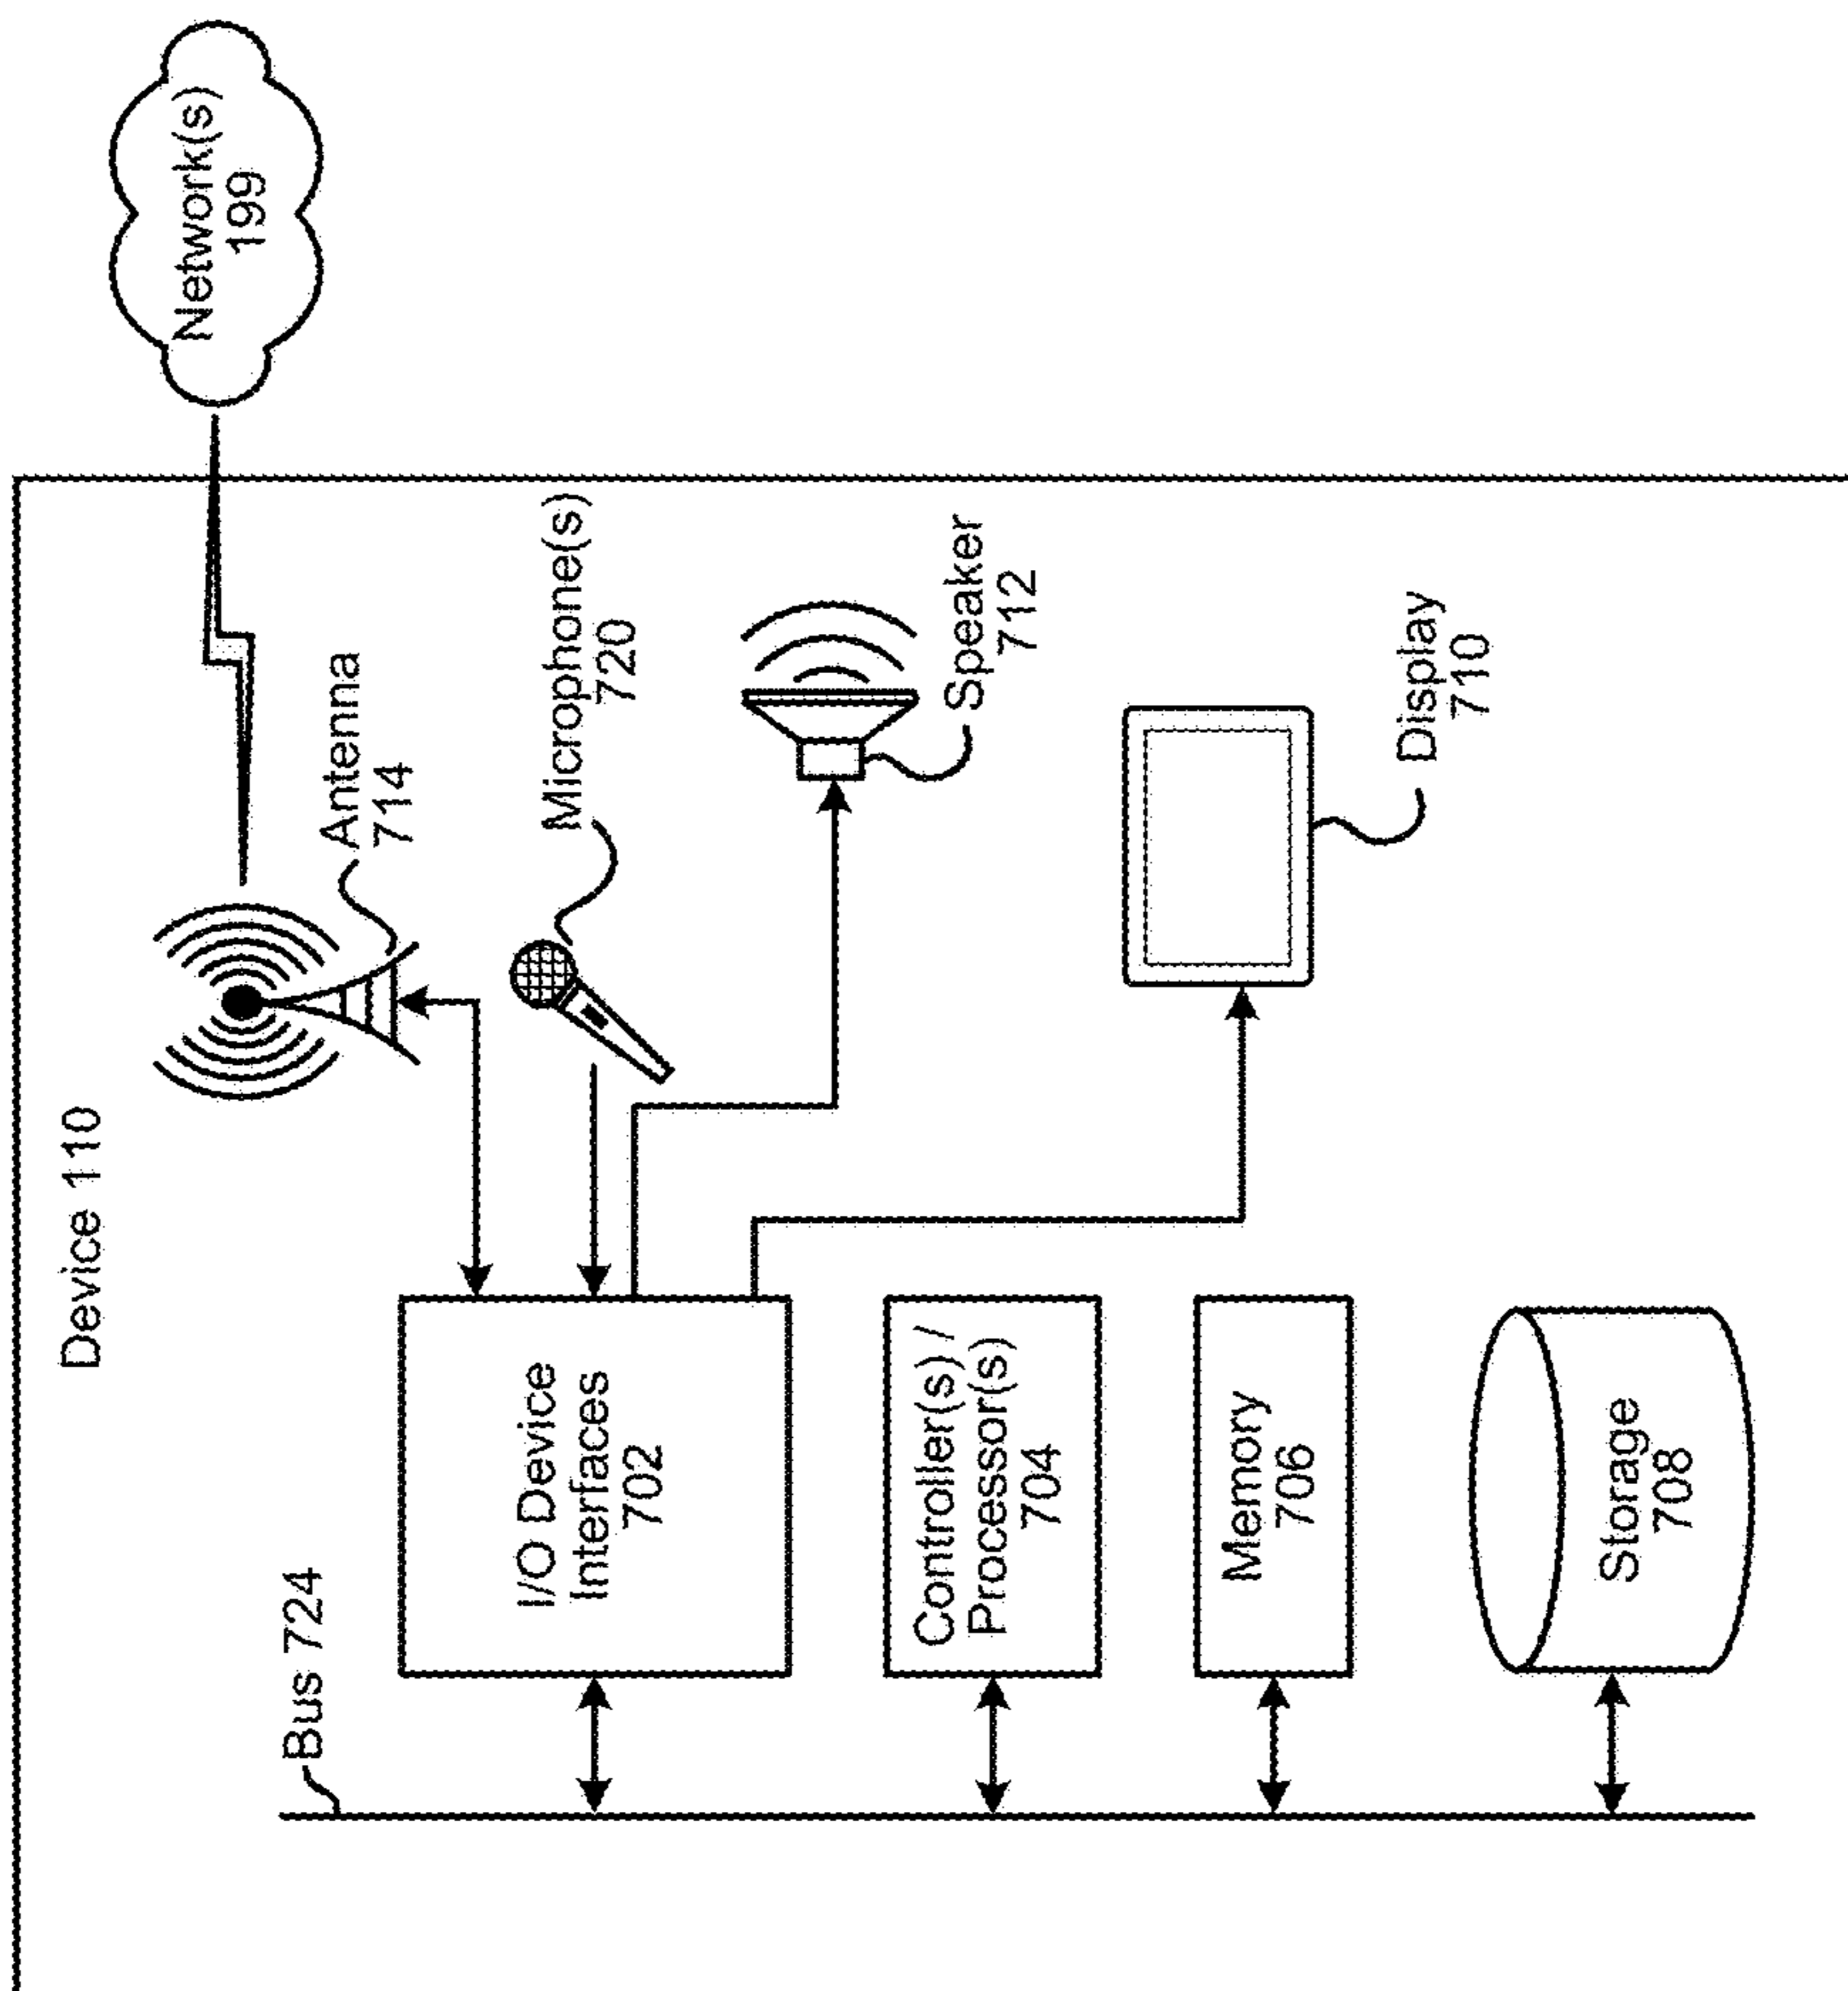 Device 110
Network(s)
199
Antenna
714
Bus 724
I/O Device
Interfaces
702
Microphone(s)
720
Speaker
712
Controller(s) /
Processor(s)
704
Memory
706
Display
710
Storage
708